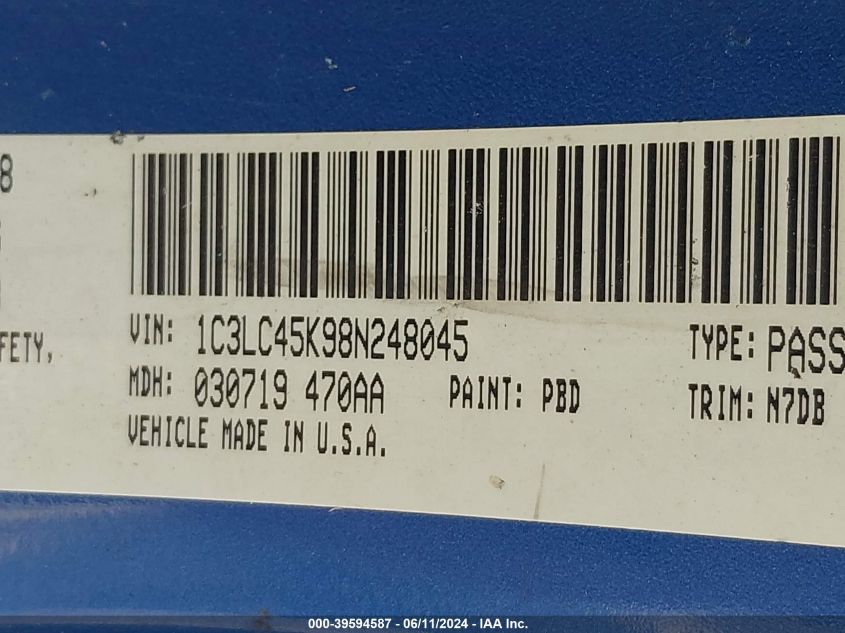 8
FETY,
VIN: 1C3LC45K98N248045
TYPE: PASS
MDH: 030719 470AA
PAINT: PBD
TRIM: N7DB
VEHICLE MADE IN U.S.A.
000-39594587 - 06/11/2024 - IAA Inc.